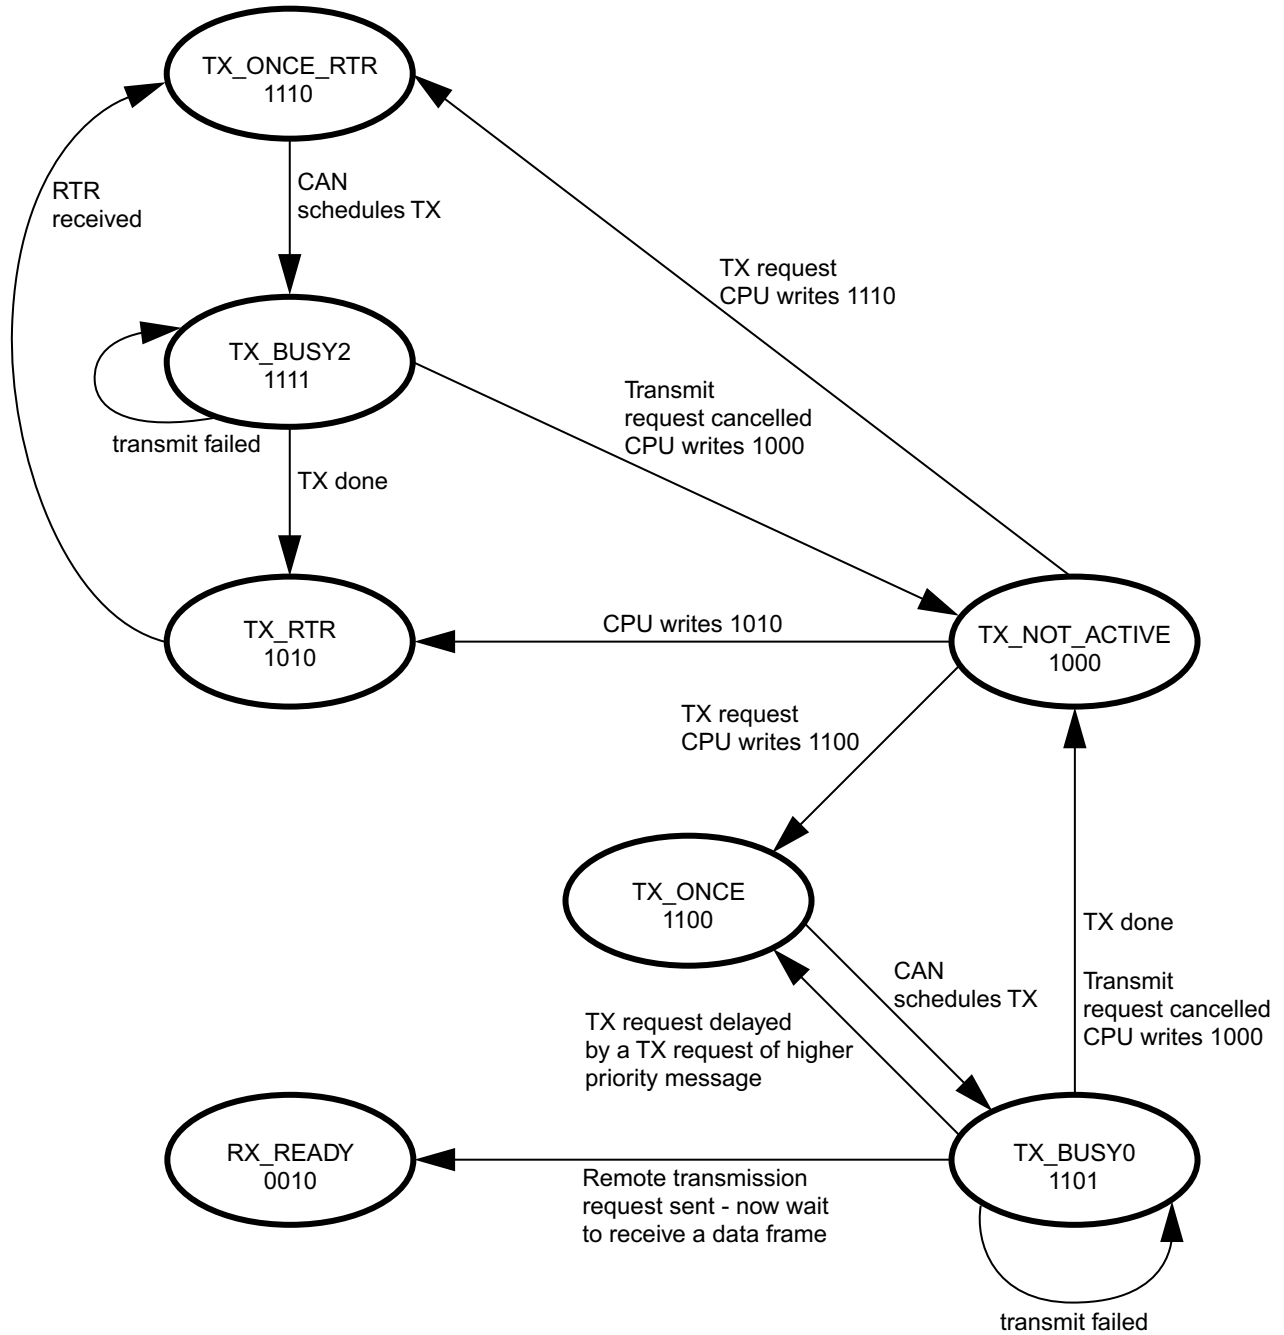 TX_ONCE_RTR
1110
RTR
received
CAN
schedules TX
TX request
CPU writes 1110
TX_BUSY2
1111
transmit failed
Transmit
request cancelled
CPU writes 1000
TX done
TX_RTR
1010
CPU writes 1010
TX_NOT_ACTIVE
1000
TX request
CPU writes 1100
TX_ONCE
1100
CAN
schedules TX
TX done
Transmit
request cancelled
CPU writes 1000
TX request delayed
by a TX request of higher
priority message
RX_READY
0010
Remote transmission
request sent - now wait
to receive a data frame
TX_BUSY0
1101
transmit failed